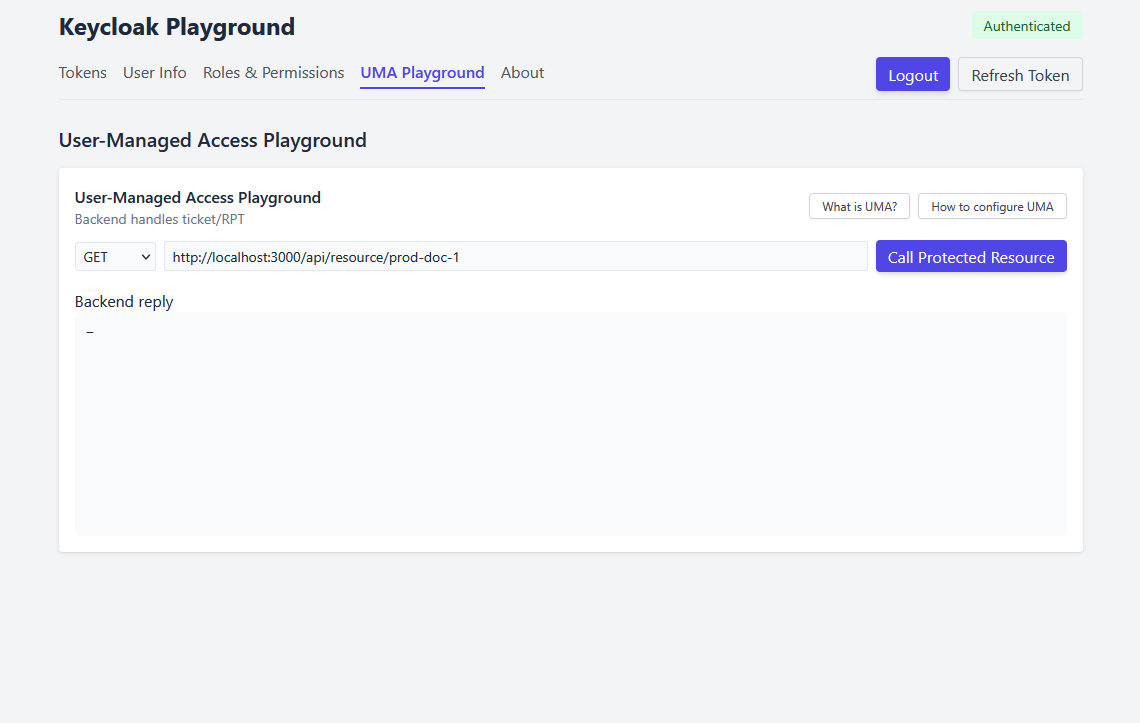 Keycloak Playground
Authenticated
Tokens User Info Roles & Permissions UMA Playground About
Logout Refresh Token
User-Managed Access Playground
User-Managed Access Playground
Backend handles ticket/RPT
What is UMA? How to configure UMA
GET http://localhost:3000/api/resource/prod-doc-1 Call Protected Resource
Backend reply
–